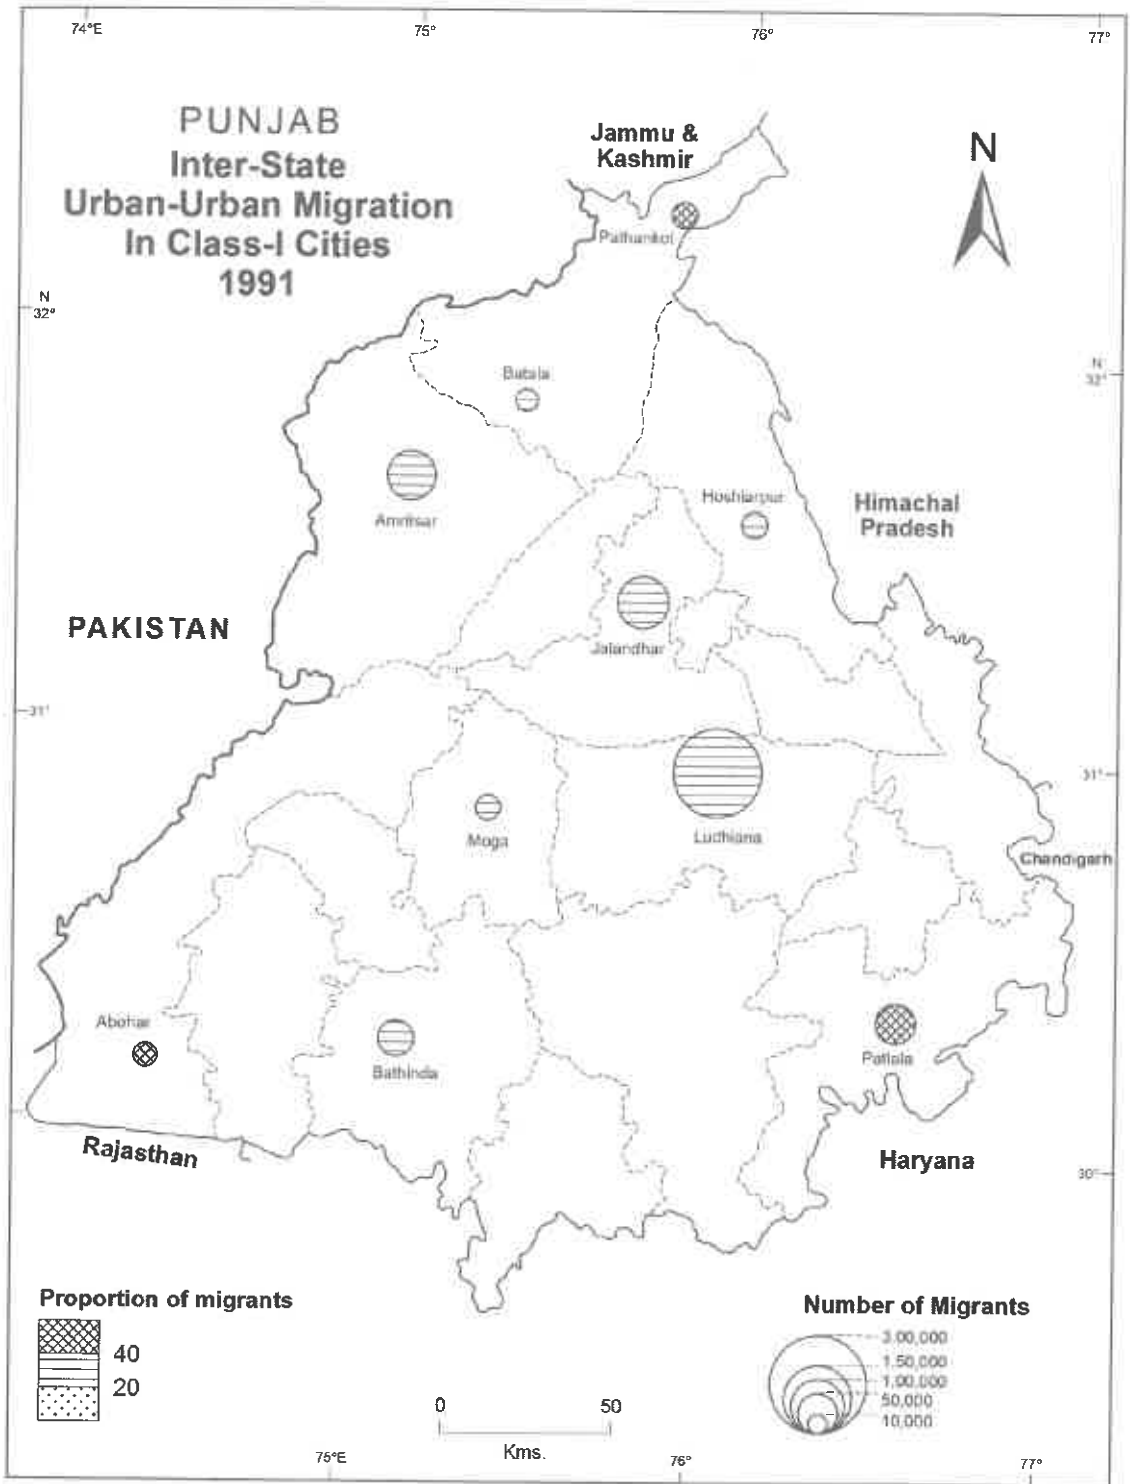 74°E
75°
76°
77°
PUNJAB
Inter-State
Urban-Urban Migration
In Class-I Cities
1991
Jammu &
Kashmir
N
Pathankot
N
32°
N
32°
Batala
Amritsar
Hoshiarpur
Himachal
Pradesh
PAKISTAN
Jalandhar
31°
31°
Ludhiana
Moga
Chandigarh
Abohar
Bathinda
Patiala
Rajasthan
Haryana
30°
Proportion of migrants
40
20
Number of Migrants
3,00,000
1,50,000
1,00,000
50,000
10,000
0 50
Kms.
75°E
76°
77°